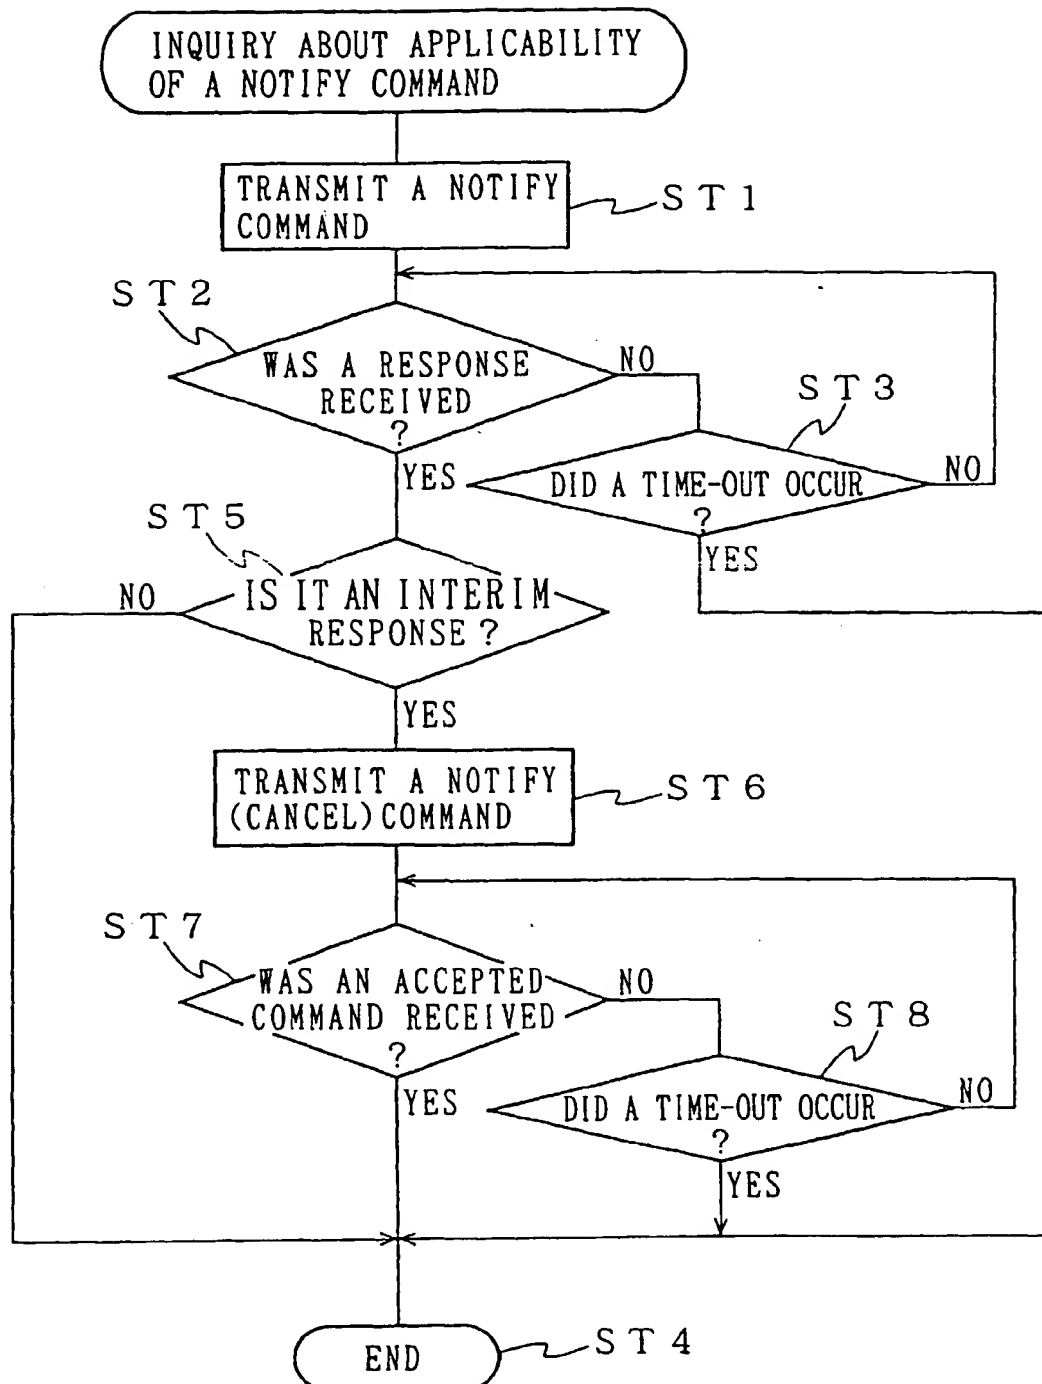 INQUIRY ABOUT APPLICABILITY
OF A NOTIFY COMMAND
TRANSMIT A NOTIFY
COMMAND
ST1
ST2
WAS A RESPONSE
RECEIVED
?
NO
YES
ST3
DID A TIME-OUT OCCUR
?
NO
YES
ST5
IS IT AN INTERIM
RESPONSE ?
NO
YES
TRANSMIT A NOTIFY
(CANCEL) COMMAND
ST6
ST7
WAS AN ACCEPTED
COMMAND RECEIVED
?
NO
YES
ST8
DID A TIME-OUT OCCUR
?
NO
YES
END
ST4